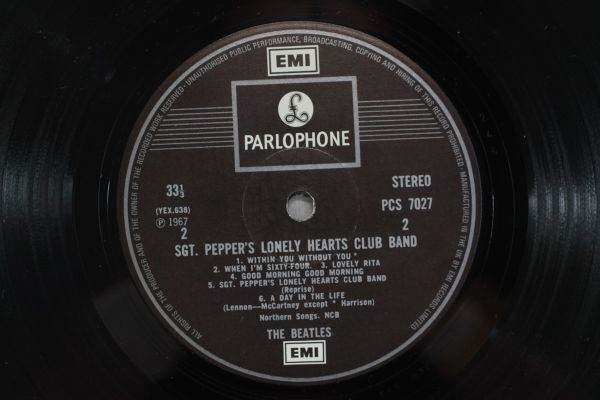 UNAUTHORISED PUBLIC PERFORMANCE, BROADCASTING, COPYING AND HIRING OF THIS RECORD PROHIBITED.
ALL RIGHTS OF THE PRODUCER AND OF THE OWNER OF THE RECORDED WORK RESERVED.
MANUFACTURED IN THE UK BY EMI RECORDS LIMITED
EMI
£
PARLOPHONE
33⅓
STEREO
(YEX.638)
PCS 7027
℗ 1967
2
2
SGT. PEPPER'S LONELY HEARTS CLUB BAND
1. WITHIN YOU WITHOUT YOU *
2. WHEN I'M SIXTY-FOUR. 3. LOVELY RITA
4. GOOD MORNING GOOD MORNING
5. SGT. PEPPER'S LONELY HEARTS CLUB BAND
(Reprise)
6. A DAY IN THE LIFE
(Lennon—McCartney except * Harrison)
Northern Songs. NCB
THE BEATLES
EMI